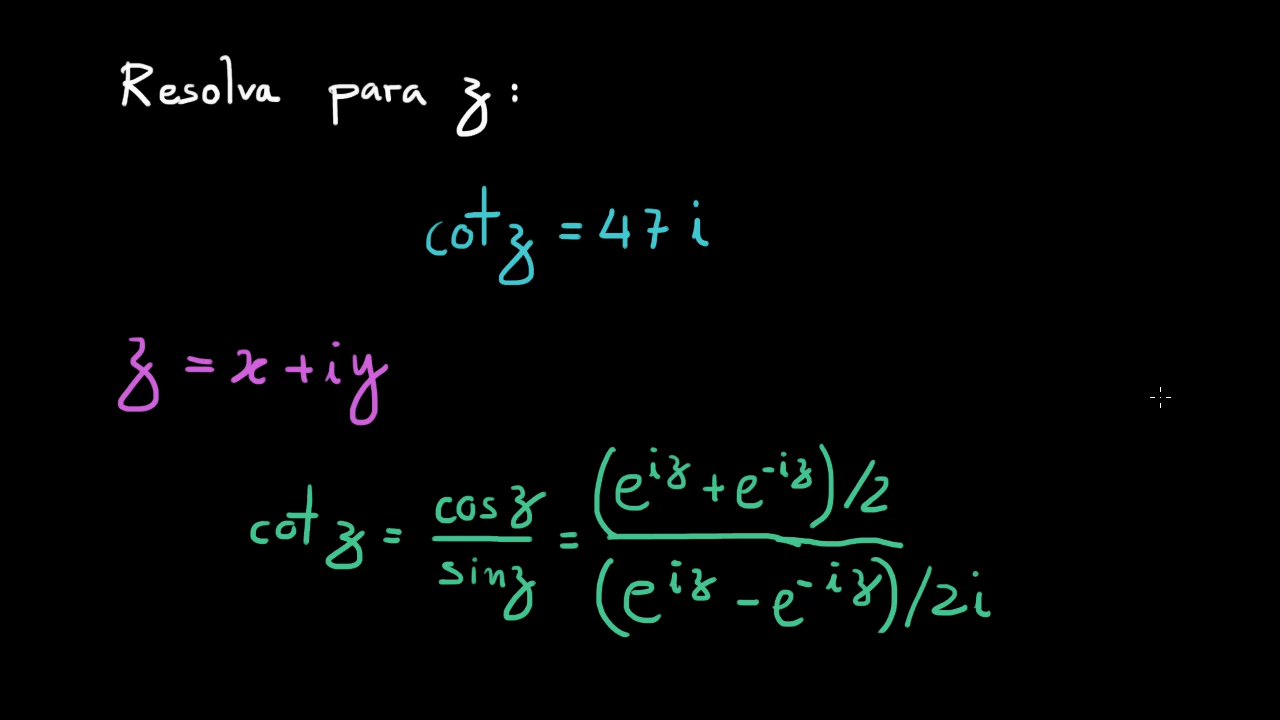 Resolva para z:
cot z = 47 i
z = x + iy
cot z = cos z / sin z = (e^{iz} + e^{-iz})/2 / (e^{iz} - e^{-iz})/2i